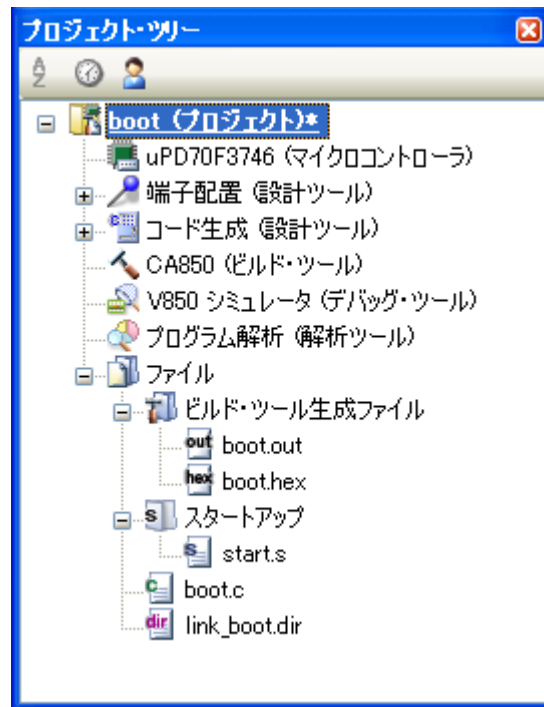 プロジェクト・ツリー
boot (プロジェクト)*
uPD70F3746 (マイクロコントローラ)
端子配置 (設計ツール)
コード生成 (設計ツール)
CA850 (ビルド・ツール)
V850 シミュレータ (デバッグ・ツール)
プログラム解析 (解析ツール)
ファイル
ビルド・ツール生成ファイル
out boot.out
hex boot.hex
S スタートアップ
S start.s
C boot.c
dir link_boot.dir